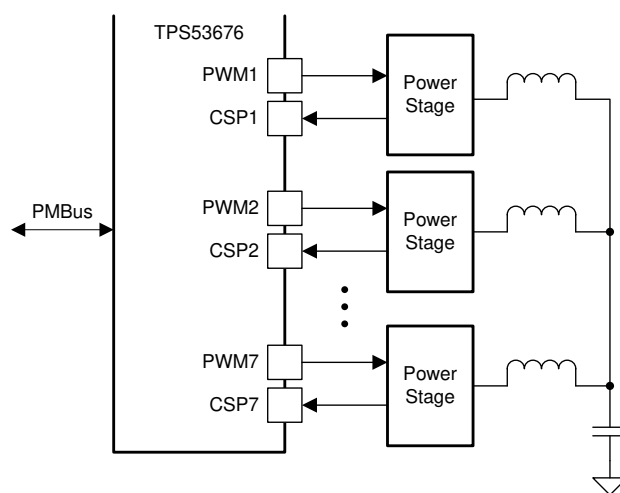 TPS53676
PWM1
CSP1
Power
Stage
PMBus
PWM2
CSP2
Power
Stage
PWM7
CSP7
Power
Stage